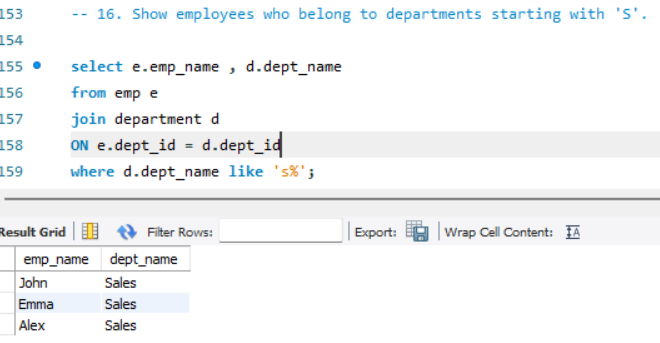 153 -- 16. Show employees who belong to departments starting with 'S'.
154
155 select e.emp_name , d.dept_name
156 from emp e
157 join department d
158 ON e.dept_id = d.dept_id
159 where d.dept_name like 's%';
Result Grid Filter Rows: Export: Wrap Cell Content: IA
emp_name dept_name
John Sales
Emma Sales
Alex Sales